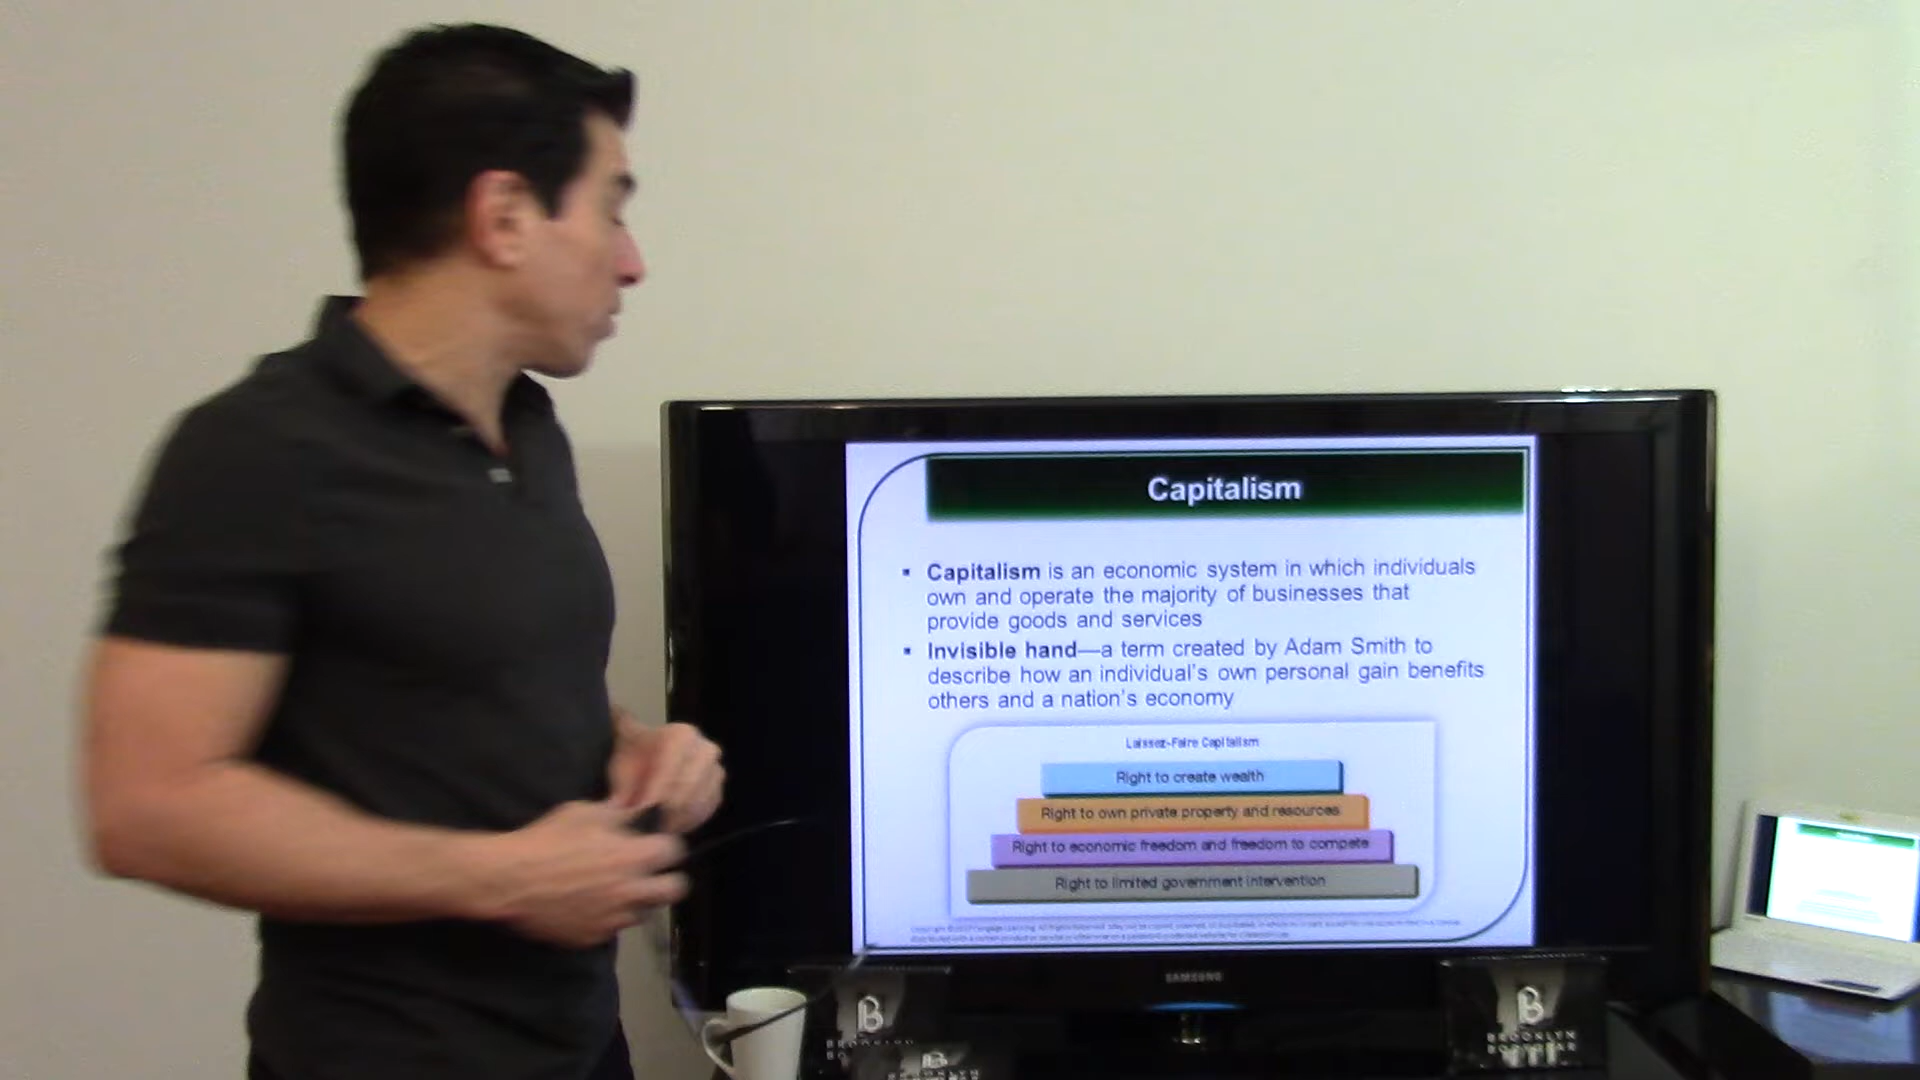 Capitalism
▪ Capitalism is an economic system in which individuals
own and operate the majority of businesses that
provide goods and services
▪ Invisible hand—a term created by Adam Smith to
describe how an individual's own personal gain benefits
others and a nation's economy
Laissez-Faire Capitalism
Right to create wealth
Right to own private property and resources
Right to economic freedom and freedom to compete
Right to limited government intervention
SAMSUNG
B
BROOKLYN
B
BROOKLYN
B
BROOKLYN